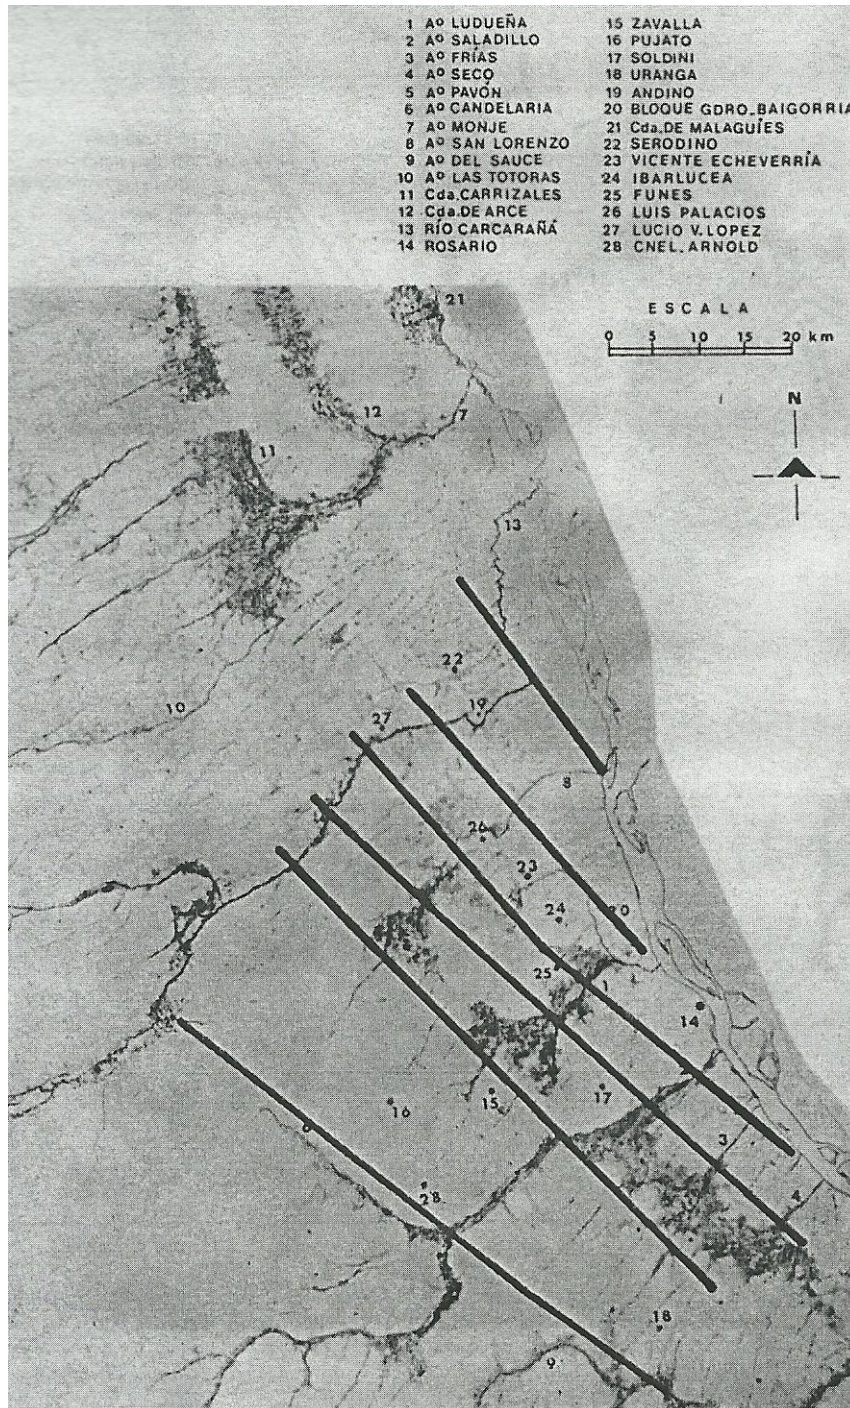 1 Aº LUDUEÑA
2 Aº SALADILLO
3 Aº FRÍAS
4 Aº SECO
5 Aº PAVÓN
6 Aº CANDELARIA
7 Aº MONJE
8 Aº SAN LORENZO
9 Aº DEL SAUCE
10 Aº LAS TOTORAS
11 Cda. CARRIZALES
12 Cda. DE ARCE
13 RÍO CARCARAÑÁ
14 ROSARIO
15 ZAVALLA
16 PUJATO
17 SOLDINI
18 URANGA
19 ANDINO
20 BLOQUE GDRO. BAIGORRIA
21 Cda. DE MALAGUÍES
22 SERODINO
23 VICENTE ECHEVERRÍA
24 IBARLUCEA
25 FUNES
26 LUIS PALACIOS
27 LUCIO V. LOPEZ
28 CNEL. ARNOLD
21
ESCALA
0 5 10 15 20 km
N
12
7
11
13
22
10
19
27
8
26
23
24
20
25
1
14
16
15
17
6
3
28
4
18
9